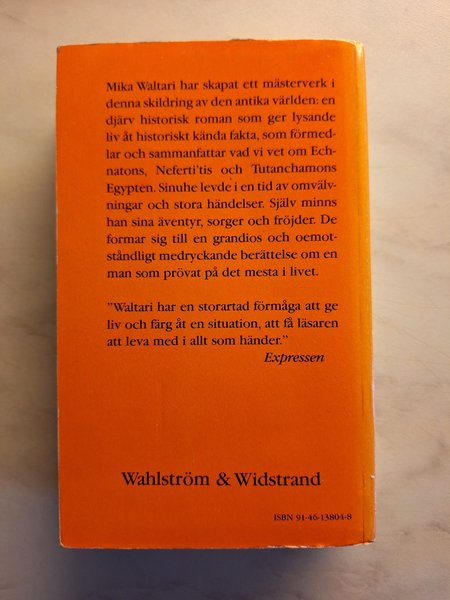 Mika Waltari har skapat ett mästerverk i
denna skildring av den antika världen: en
djärv historisk roman som ger lysande
liv åt historiskt kända fakta, som förmed-
lar och sammanfattar vad vi vet om Ech-
natons, Neferti'tis och Tutanchamons
Egypten. Sinuhe levde i en tid av omvälv-
ningar och stora händelser. Själv minns
han sina äventyr, sorger och fröjder. De
formar sig till en grandios och oemot-
ståndligt medryckande berättelse om en
man som prövat på det mesta i livet.
"Waltari har en storartad förmåga att ge
liv och färg åt en situation, att få läsaren
att leva med i allt som händer."
Expressen
Wahlström & Widstrand
ISBN 91-46-13804-8